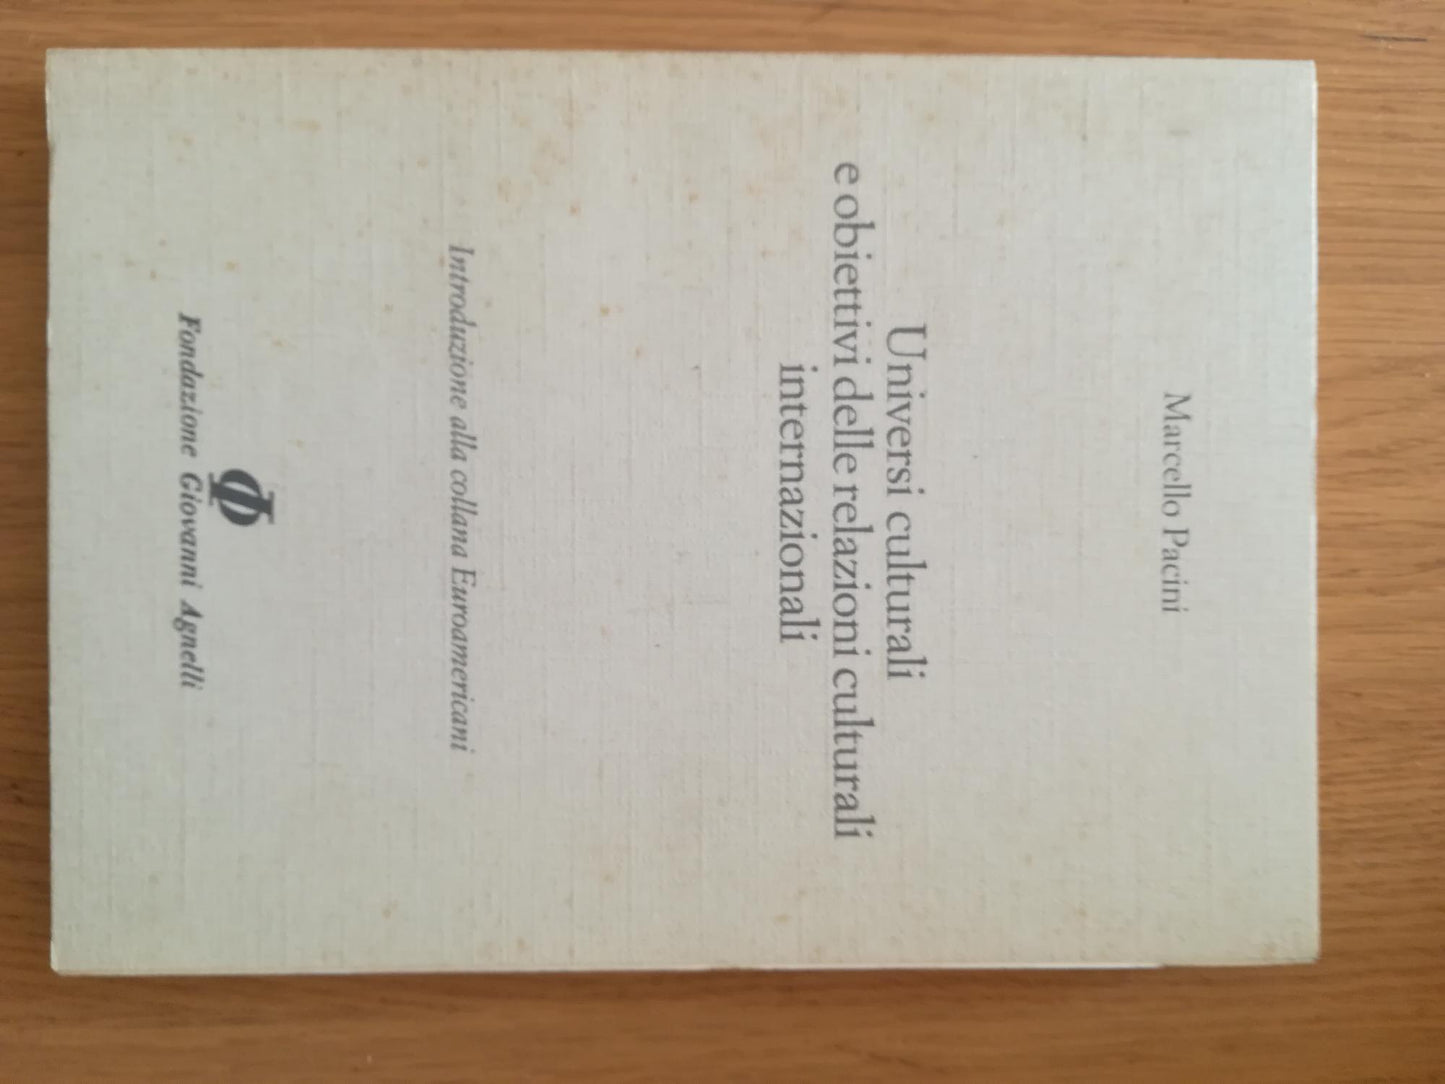 Marcello Pacini
Universi culturali
e obiettivi delle relazioni culturali
internazionali
Introduzione alla collana Euroamericani
Fondazione Giovanni Agnelli